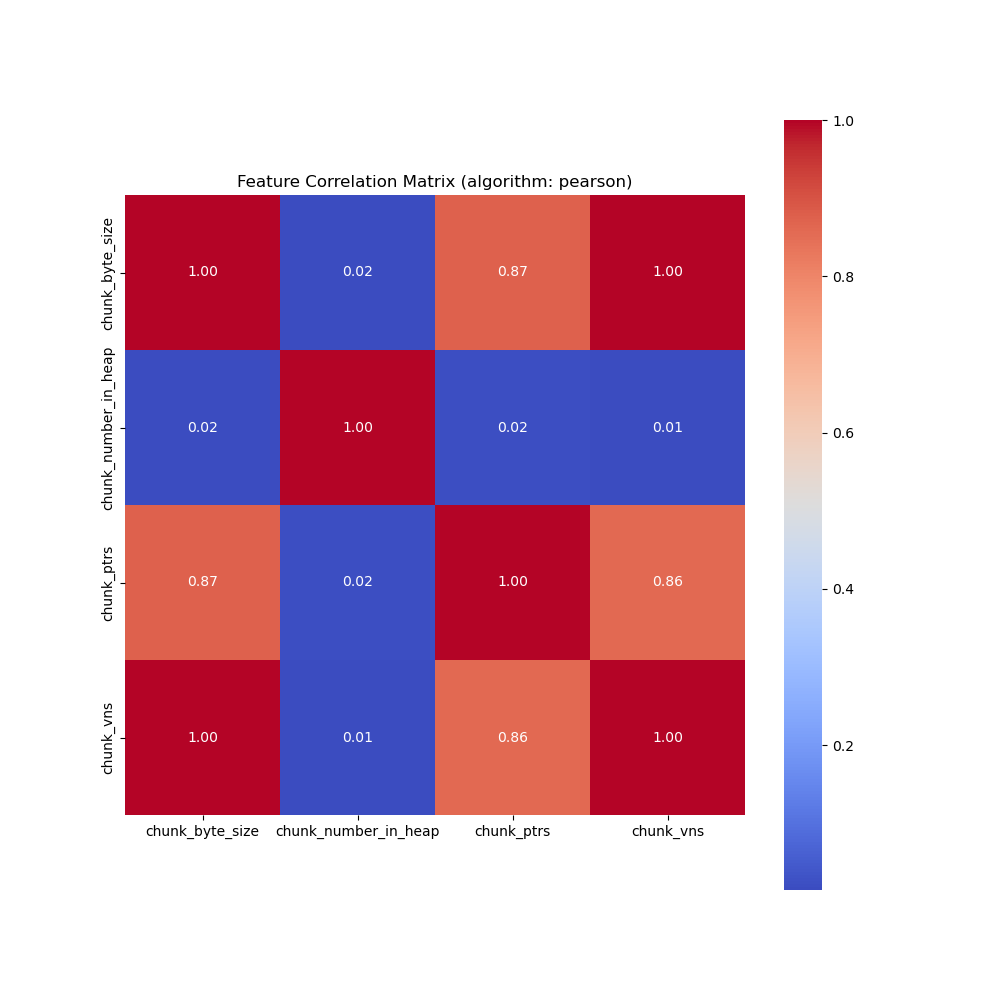 Feature Correlation Matrix (algorithm: pearson)
chunk_byte_size
1.00 0.02 0.87 1.00
chunk_number_in_heap
0.02 1.00 0.02 0.01
chunk_ptrs
0.87 0.02 1.00 0.86
chunk_vns
1.00 0.01 0.86 1.00
chunk_byte_size chunk_number_in_heap chunk_ptrs chunk_vns
1.0
0.8
0.6
0.4
0.2